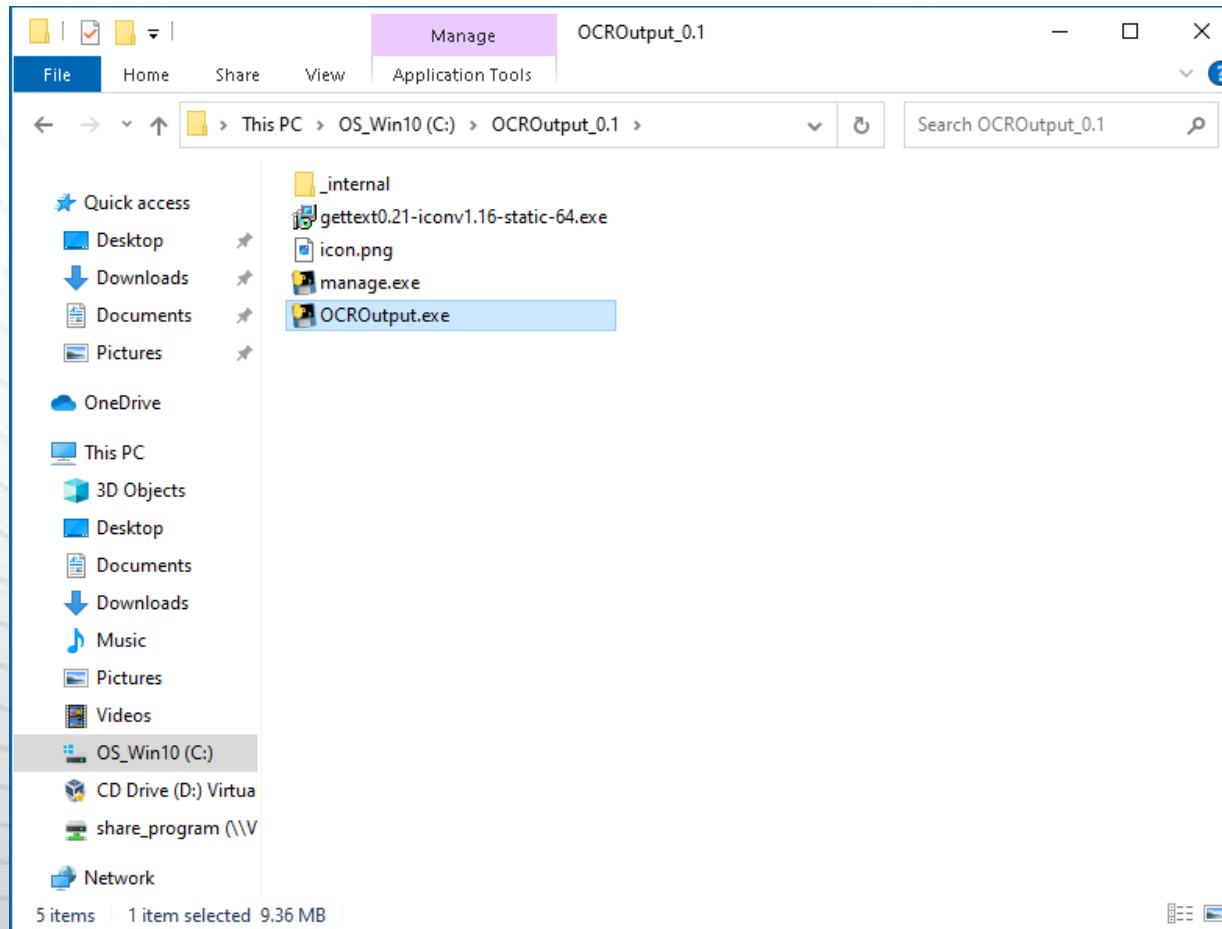 Manage
OCROutput_0.1
File
Home
Share
View
Application Tools
?
This PC > OS_Win10 (C:) > OCROutput_0.1 >
Search OCROutput_0.1
Quick access
Desktop
Downloads
Documents
Pictures
OneDrive
This PC
3D Objects
Desktop
Documents
Downloads
Music
Pictures
Videos
OS_Win10 (C:)
CD Drive (D:) Virtua
share_program (\\V
Network
_internal
gettext0.21-iconv1.16-static-64.exe
icon.png
manage.exe
OCROutput.exe
5 items
1 item selected 9.36 MB